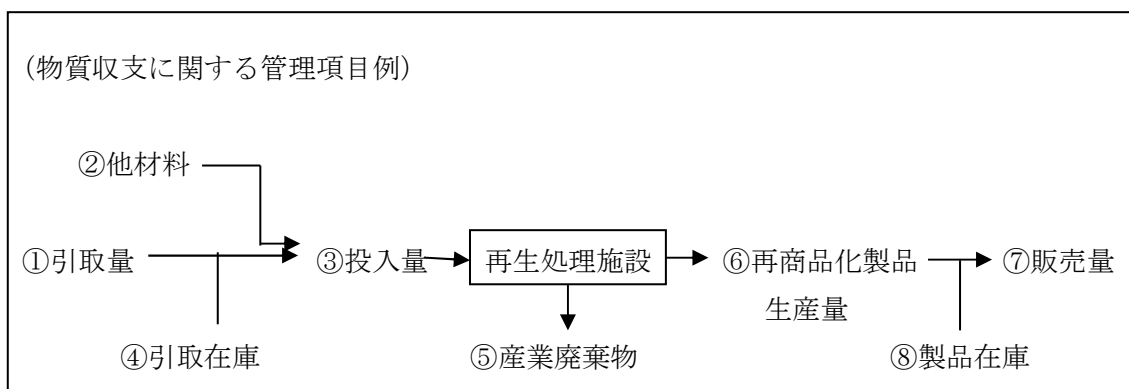 (物質収支に関する管理項目例)
②他材料
①引取量
③投入量
再生処理施設
⑥再商品化製品
生産量
⑦販売量
④引取在庫
⑤産業廃棄物
⑧製品在庫